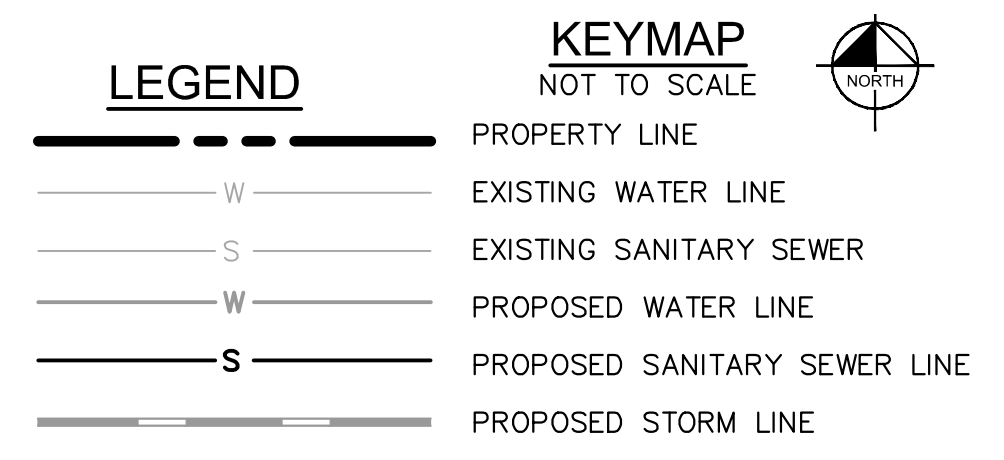 KEYMAP
NOT TO SCALE
NORTH
LEGEND
PROPERTY LINE
W EXISTING WATER LINE
S EXISTING SANITARY SEWER
W PROPOSED WATER LINE
S PROPOSED SANITARY SEWER LINE
PROPOSED STORM LINE